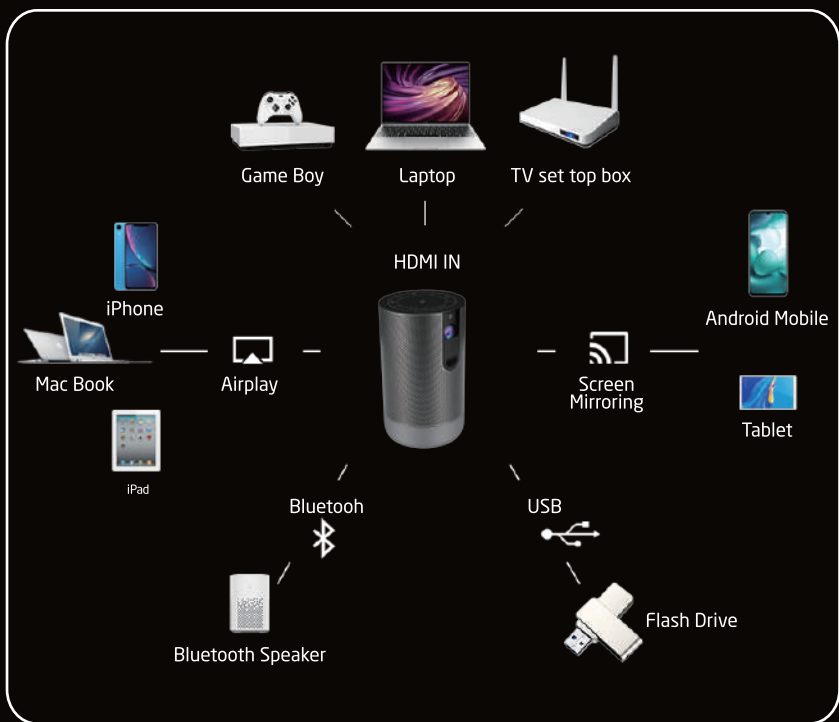 Game Boy
Laptop
TV set top box
HDMI IN
iPhone
Android Mobile
Mac Book
Airplay
Screen
Mirroring
Tablet
iPad
Bluetooh
USB
Flash Drive
Bluetooth Speaker